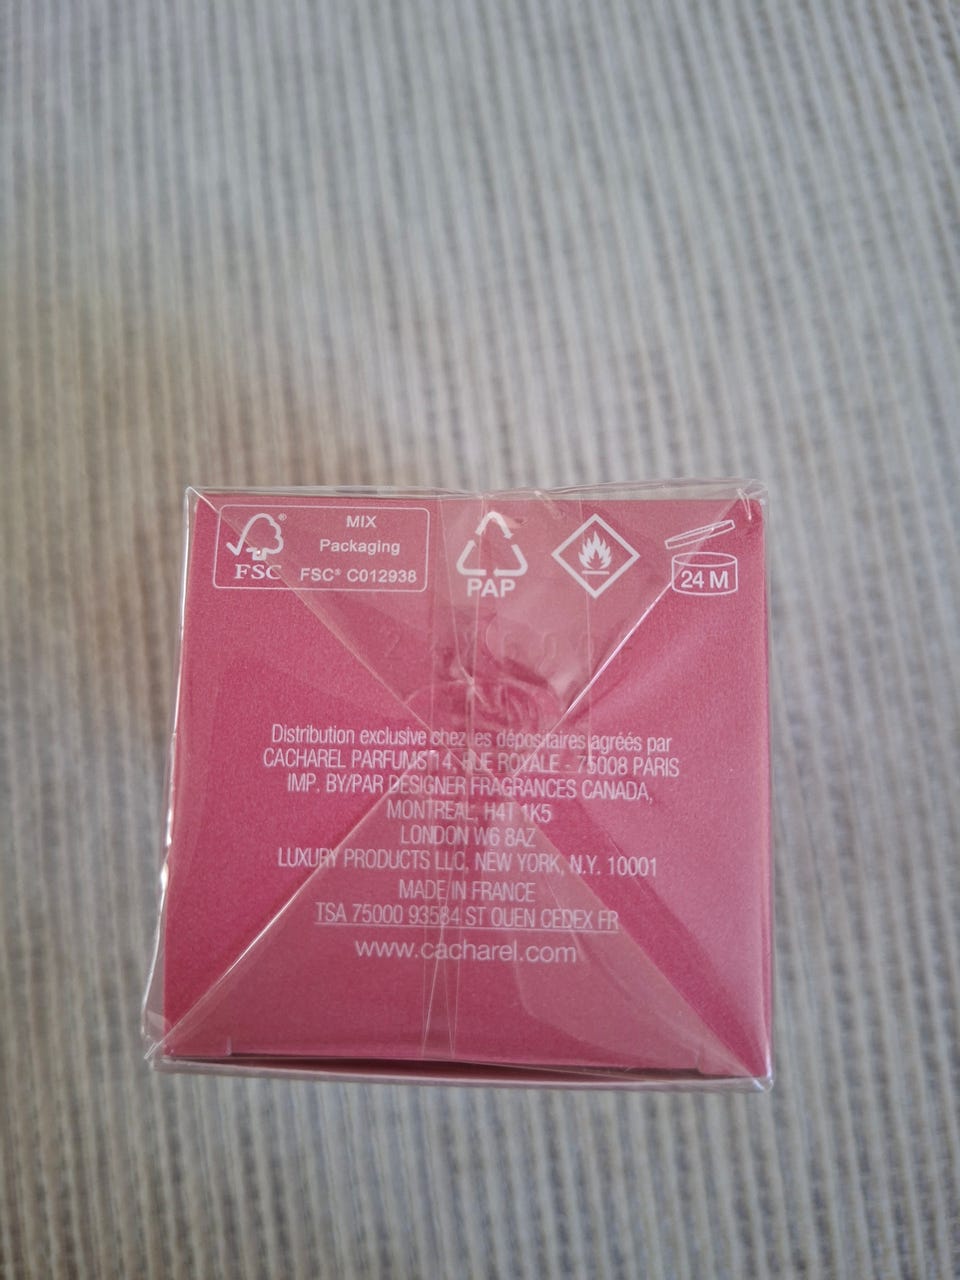 MIX
Packaging
FSC® FSC® C012938
PAP
24 M
Distribution exclusive chez les dépositaires agréés par
CACHAREL PARFUMS 14, RUE ROYALE - 75008 PARIS
IMP. BY/PAR DESIGNER FRAGRANCES CANADA,
MONTREAL, H4T 1K5
LONDON W6 8AZ
LUXURY PRODUCTS LLC, NEW YORK, N.Y. 10001
MADE IN FRANCE
TSA 75000 93584 ST OUEN CEDEX FR
www.cacharel.com